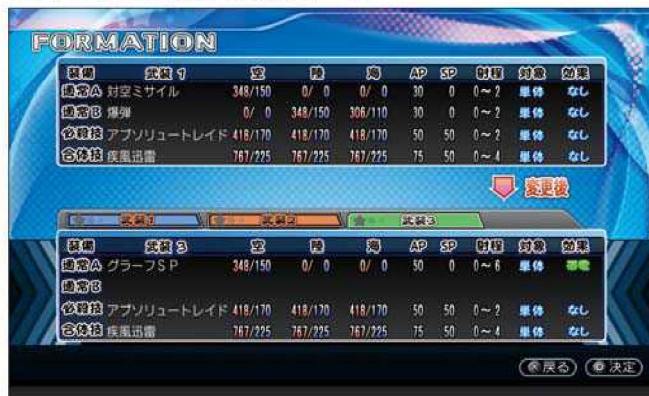 FORMATION
装備 武装 1 空 陸 海 AP SP 射程 対象 効果
通常A 対空ミサイル 348/150 0/ 0 0/ 0 30 0 0～2 単体 なし
通常B 爆弾 0/ 0 348/150 306/110 30 0 0～2 単体 なし
必殺技 アブソリュートレイド 418/170 418/170 418/170 50 50 0～2 単体 なし
合体技 疾風迅雷 767/225 767/225 767/225 75 50 0～4 単体 なし
変更後
武装1 武装2 武装3
装備 武装 3 空 陸 海 AP SP 射程 対象 効果
通常A グラーフSP 348/150 0/ 0 0/ 0 50 0 0～6 単体
通常B
必殺技 アブソリュートレイド 418/170 418/170 418/170 50 50 0～2 単体 なし
合体技 疾風迅雷 767/225 767/225 767/225 75 50 0～4 単体 なし
戻る 決定